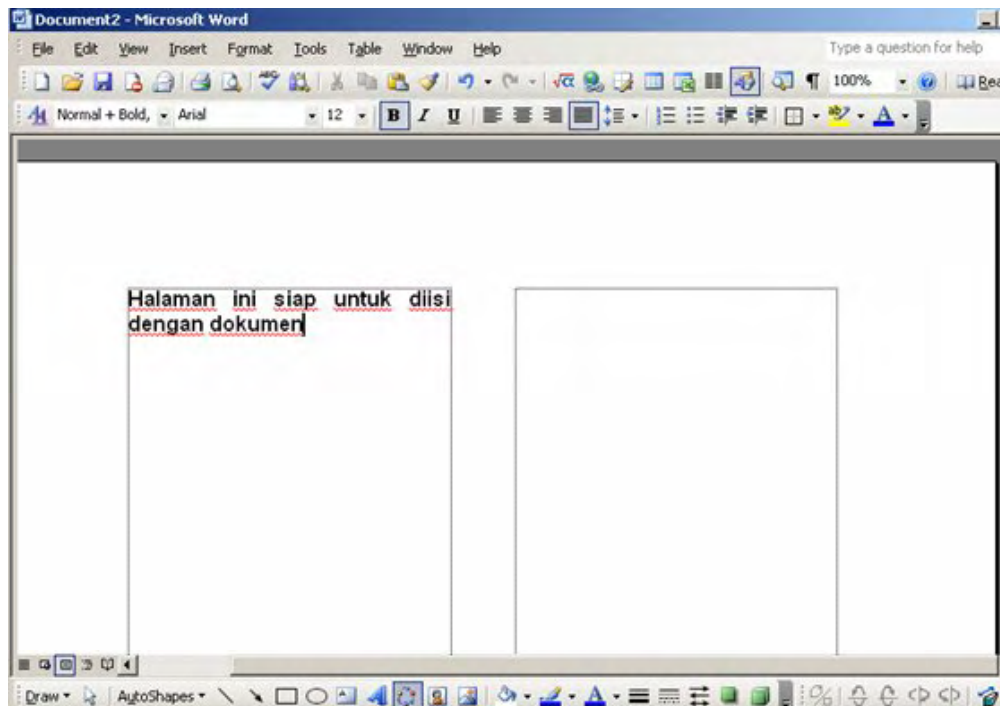 Document2 - Microsoft Word
File Edit View Insert Format Tools Table Window Help Type a question for help
100% Rea
Normal + Bold, Arial 12 B I U
Halaman ini siap untuk diisi
dengan dokumen
Draw AutoShapes